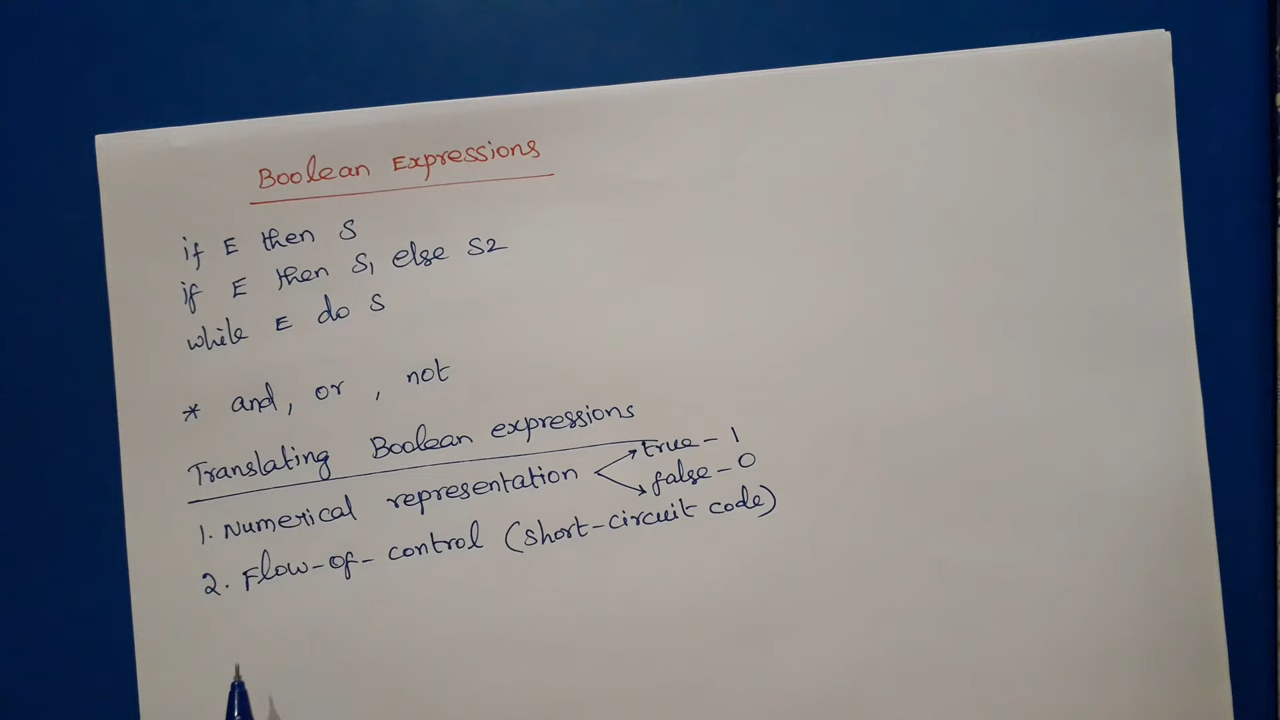 Boolean Expressions
if E then S
if E then S1 else S2
while E do S
* and, or, not
Translating Boolean expressions
1. Numerical representation true - 1
false - 0
2. Flow-of-control (short-circuit code)